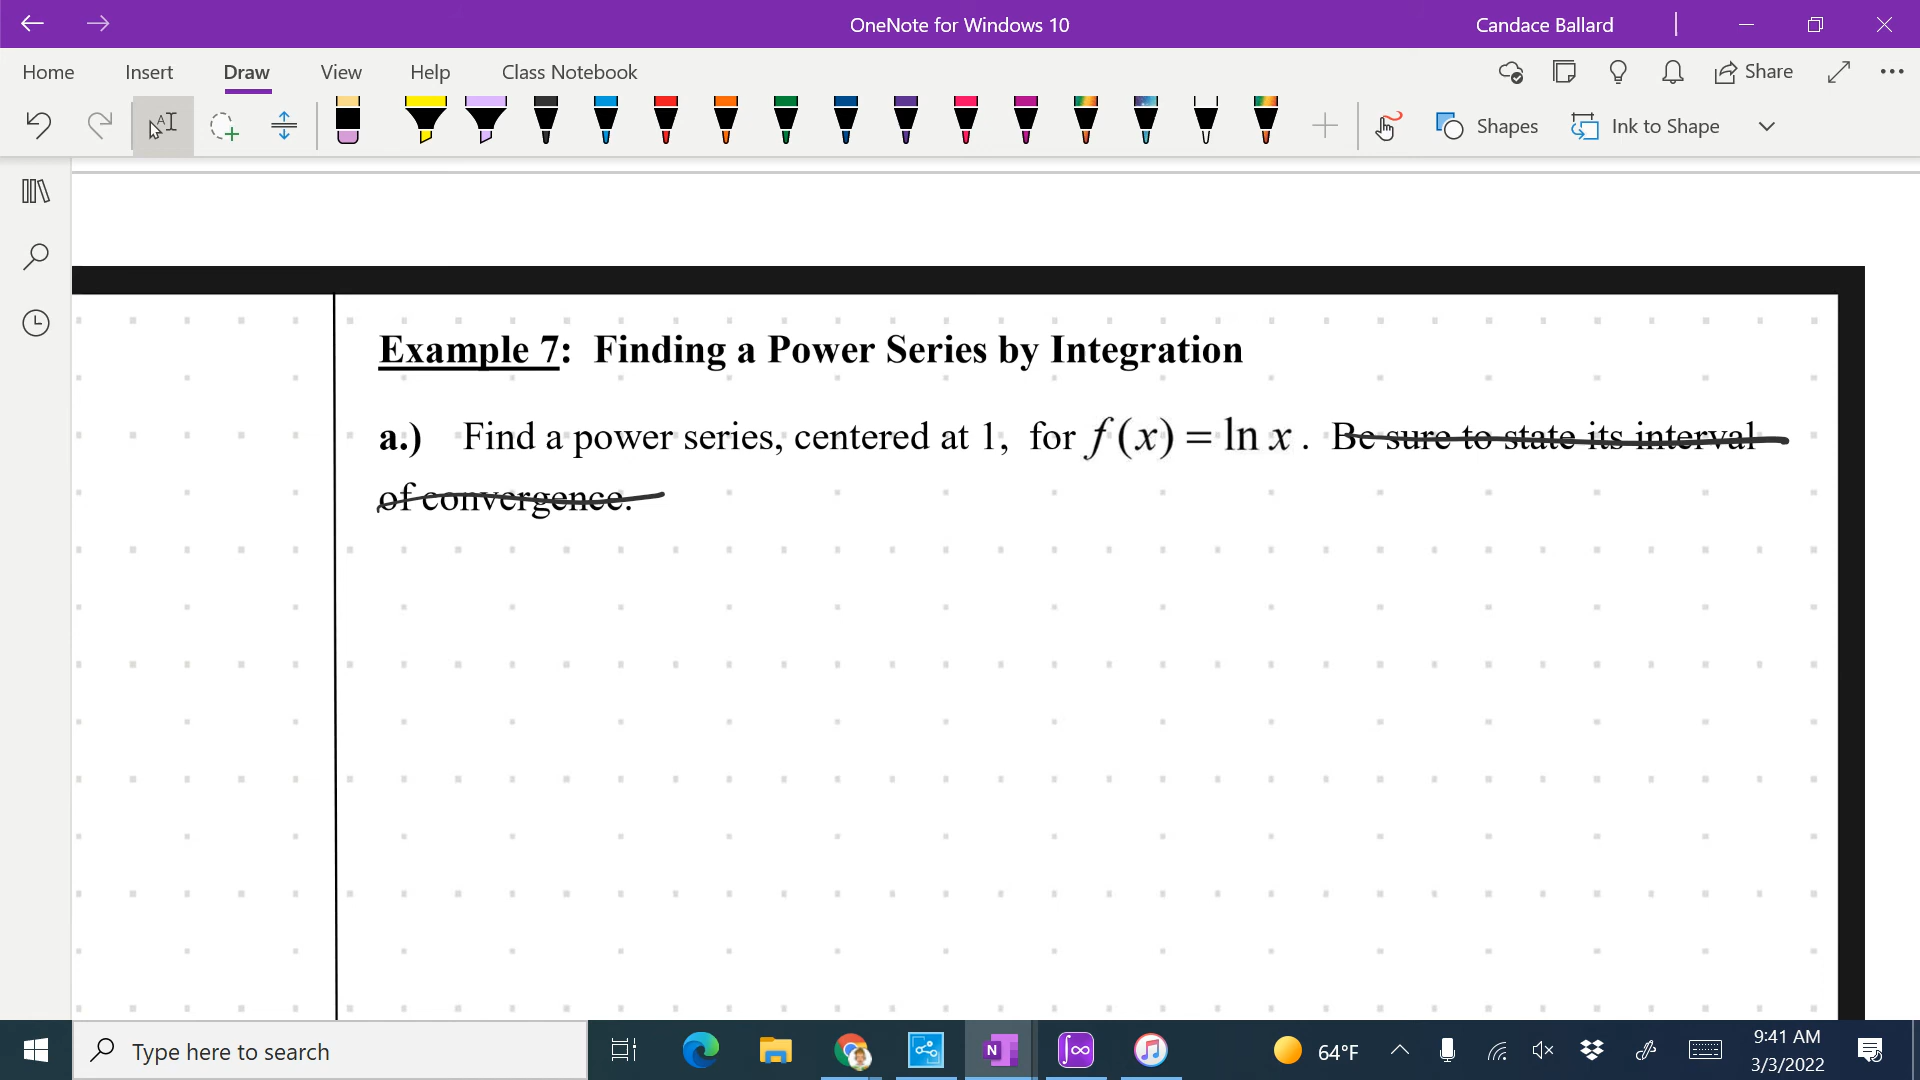 OneNote for Windows 10
Candace Ballard
Home Insert Draw View Help Class Notebook
Share
Shapes
Ink to Shape
Example 7: Finding a Power Series by Integration
a.) Find a power series, centered at 1, for f(x) = ln x. Be sure to state its interval
of convergence.
Type here to search
64°F
9:41 AM
3/3/2022